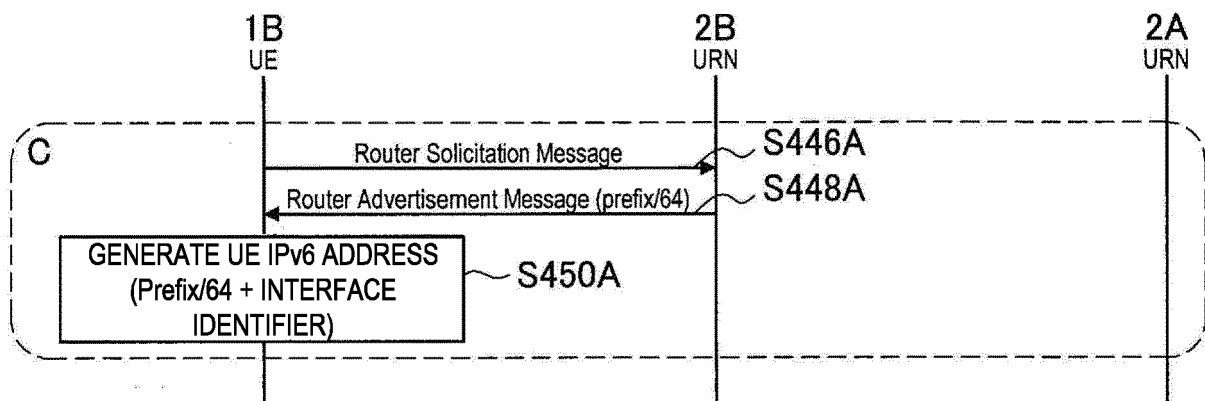 1B
UE
2B
URN
2A
URN
C
Router Solicitation Message
S446A
Router Advertisement Message (prefix/64)
S448A
GENERATE UE IPv6 ADDRESS
(Prefix/64 + INTERFACE
IDENTIFIER)
S450A